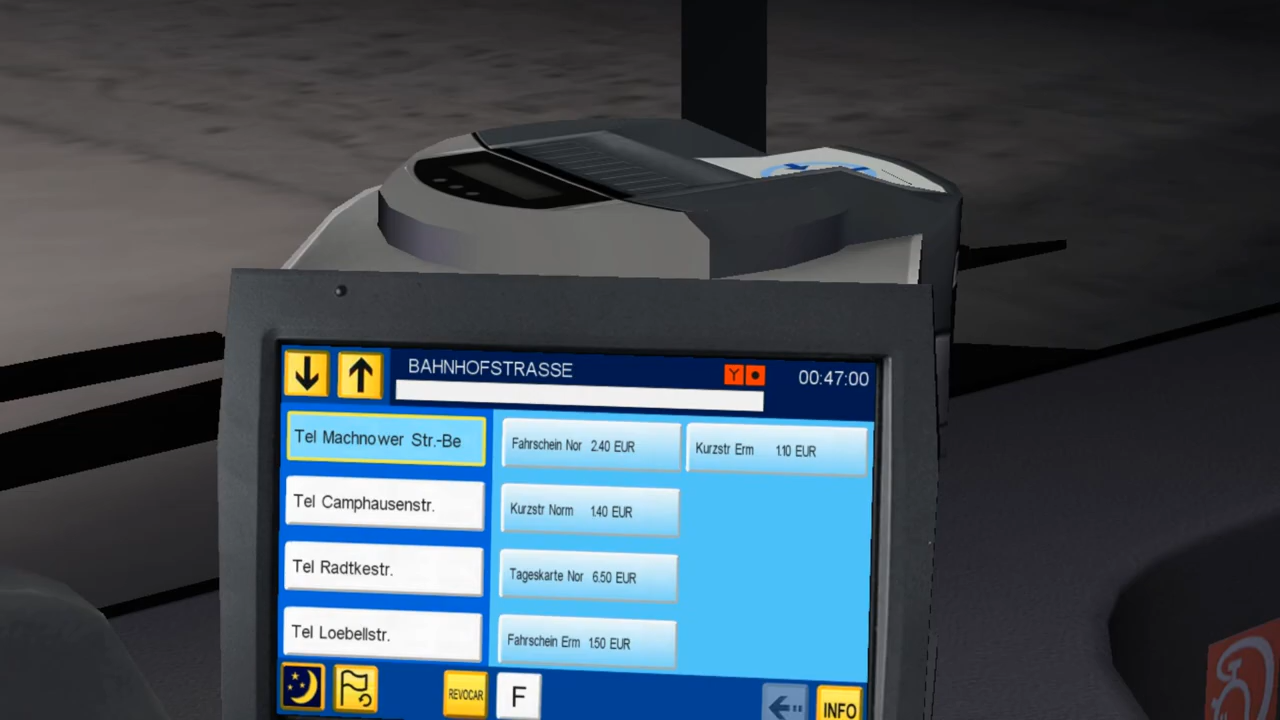 BAHNHOFSTRASSE
Y
00:47:00
Tel Machnower Str.-Be
Fahrschein Nor 2.40 EUR
Kurzstr Erm 1.10 EUR
Tel Camphausenstr.
Kurzstr Norm 1.40 EUR
Tel Radtkestr.
Tageskarte Nor 6.50 EUR
Tel Loebellstr.
Fahrschein Erm 1.50 EUR
REVOCAR
F
INFO